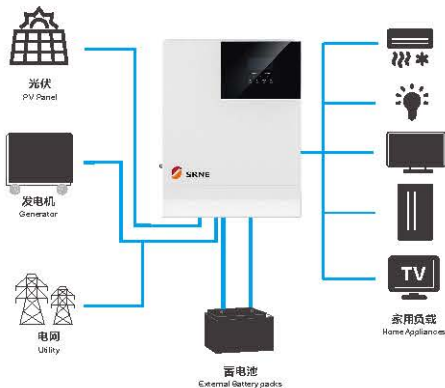 光伏
PV Panel
SRNE
发电机
Generator
TV
电网
Utility
家用负载
Home Appliances
蓄电池
External Battery packs